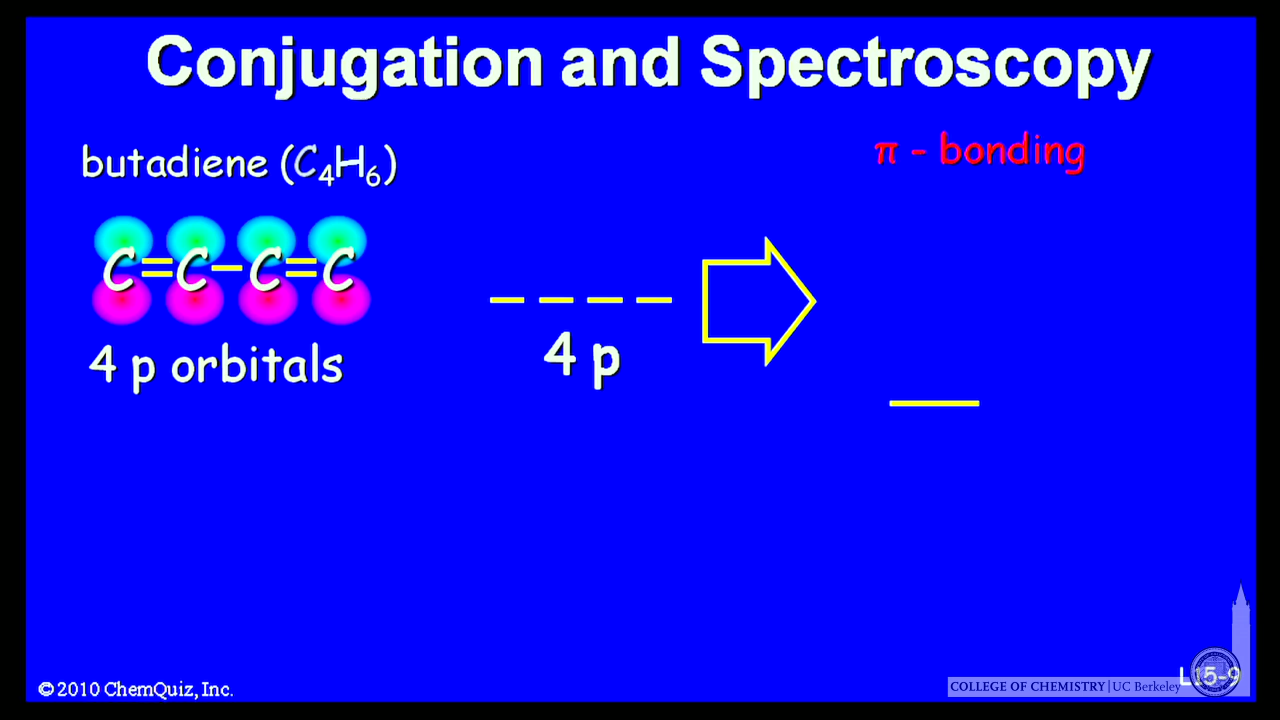 Conjugation and Spectroscopy
butadiene (C₄H₆)
π - bonding
C=C-C=C
4 p orbitals
4 p
© 2010 ChemQuiz, Inc.
L15-9
COLLEGE OF CHEMISTRY | UC Berkeley